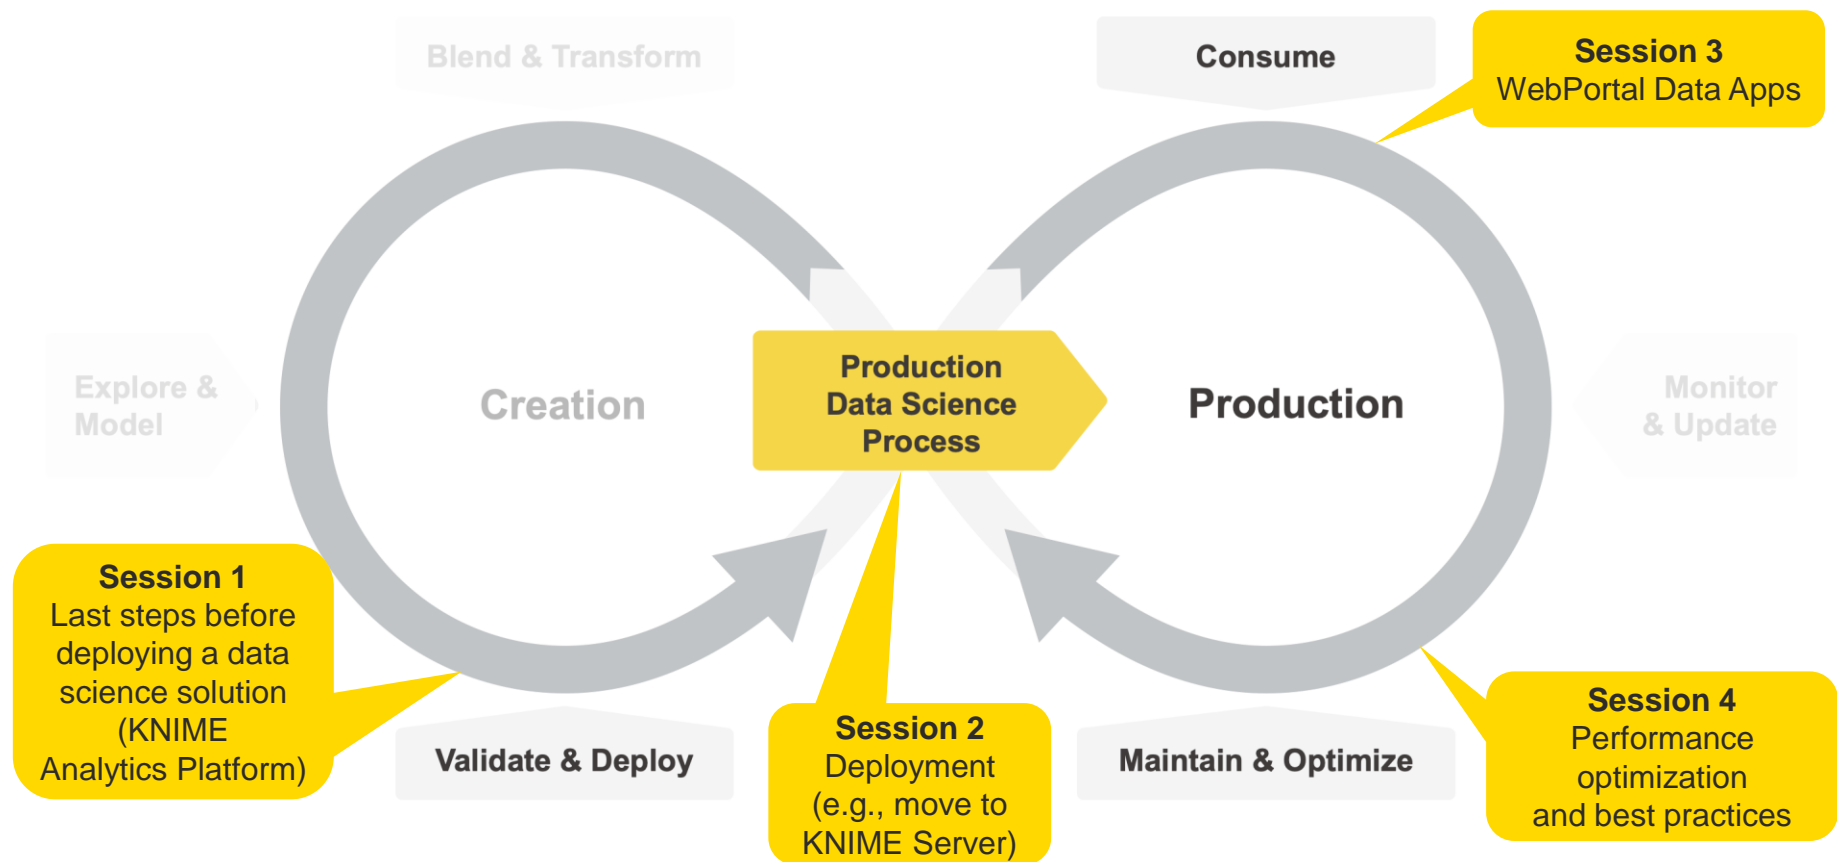 Blend & Transform
Consume
Session 3
WebPortal Data Apps
Explore &
Model
Creation
Production
Data Science
Process
Production
Monitor
& Update
Session 1
Last steps before
deploying a data
science solution
(KNIME
Analytics Platform)
Validate & Deploy
Session 2
Deployment
(e.g., move to
KNIME Server)
Maintain & Optimize
Session 4
Performance
optimization
and best practices